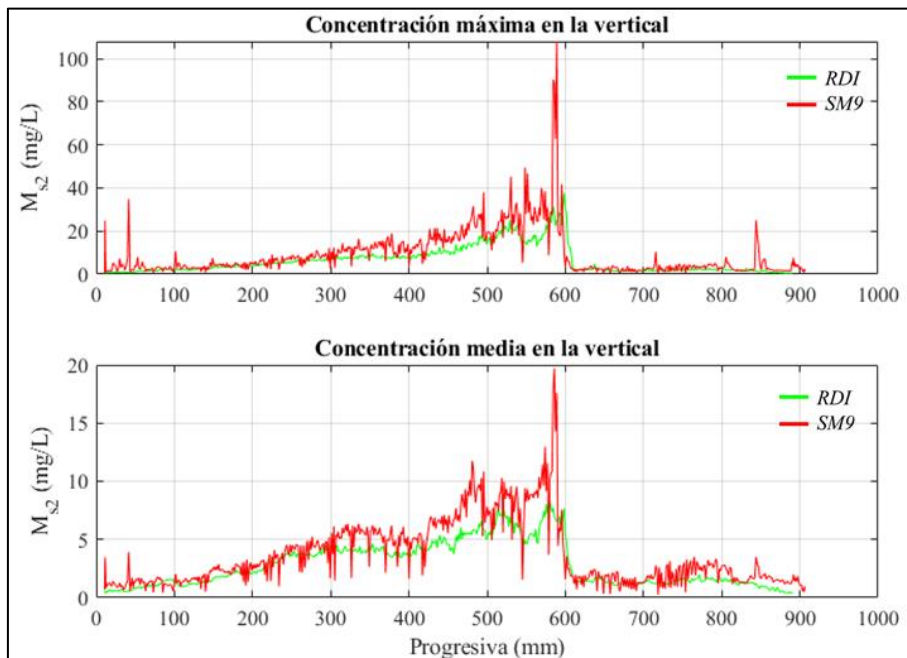 Concentración máxima en la vertical
100
80
60
40
20
0
M_s2 (mg/L)
RDI
SM9
0 100 200 300 400 500 600 700 800 900 1000
Concentración media en la vertical
20
15
10
5
0
M_s2 (mg/L)
RDI
SM9
0 100 200 300 400 500 600 700 800 900 1000
Progresiva (mm)